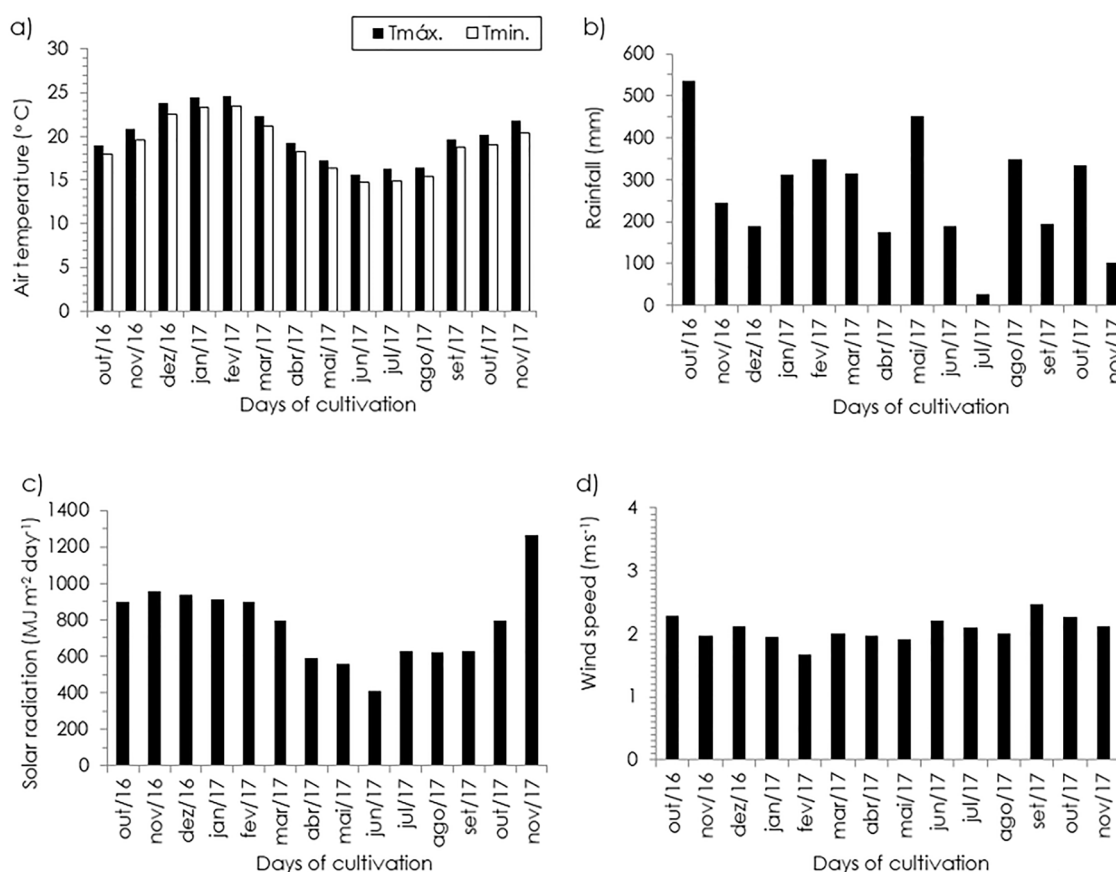 a)
Tmáx. Tmin.
Air temperature (°C)
30
25
20
15
10
5
0
out/16 nov/16 dez/16 jan/17 fev/17 mar/17 abr/17 mai/17 jun/17 jul/17 ago/17 set/17 out/17 nov/17
Days of cultivation
b)
Rainfall (mm)
600
500
400
300
200
100
0
out/16 nov/16 dez/16 jan/17 fev/17 mar/17 abr/17 mai/17 jun/17 jul/17 ago/17 set/17 out/17 nov/17
Days of cultivation
c)
Solar radiation (MJ m-2 day-1)
1400
1200
1000
800
600
400
200
0
out/16 nov/16 dez/16 jan/17 fev/17 mar/17 abr/17 mai/17 jun/17 jul/17 ago/17 set/17 out/17 nov/17
Days of cultivation
d)
Wind speed (ms-1)
4
3
2
1
0
out/16 nov/16 dez/16 jan/17 fev/17 mar/17 abr/17 mai/17 jun/17 jul/17 ago/17 set/17 out/17 nov/17
Days of cultivation